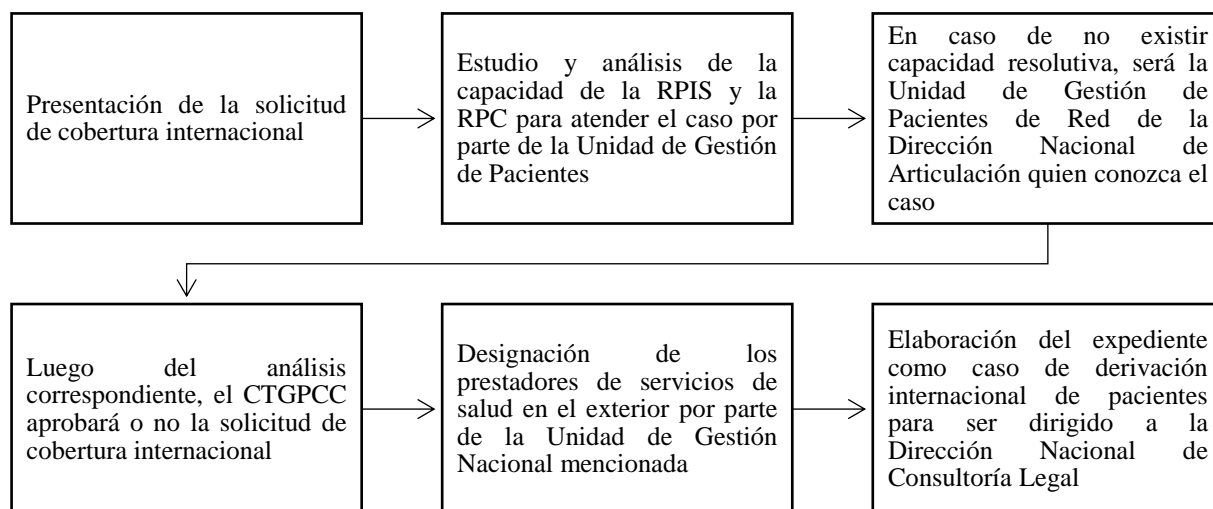 Presentación de la solicitud
de cobertura internacional
Estudio y análisis de la
capacidad de la RPIS y la
RPC para atender el caso por
parte de la Unidad de Gestión
de Pacientes
En caso de no existir
capacidad resolutiva, será la
Unidad de Gestión de
Pacientes de Red de la
Dirección Nacional de
Articulación quien conozca el
caso
Luego del análisis
correspondiente, el CTGPCC
aprobará o no la solicitud de
cobertura internacional
Designación de los
prestadores de servicios de
salud en el exterior por parte
de la Unidad de Gestión
Nacional mencionada
Elaboración del expediente
como caso de derivación
internacional de pacientes
para ser dirigido a la
Dirección Nacional de
Consultoría Legal